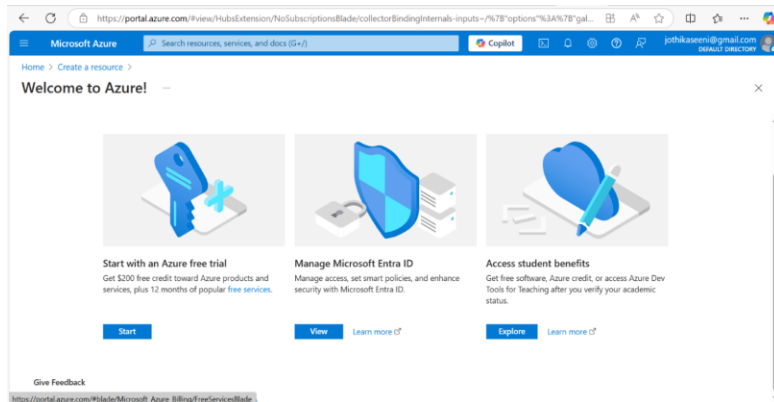 https://portal.azure.com/#view/HubsExtension/NoSubscriptionsBlade/collectorBindingInternals-inputs~/%7B"options"%3A%7B"gal...
Microsoft Azure
Search resources, services, and docs (G+/)
Copilot
jothikaseeni@gmail.com
DEFAULT DIRECTORY
Home > Create a resource >
Welcome to Azure! ···
Start with an Azure free trial
Get $200 free credit toward Azure products and
services, plus 12 months of popular free services.
Start
Manage Microsoft Entra ID
Manage access, set smart policies, and enhance
security with Microsoft Entra ID.
View Learn more
Access student benefits
Get free software, Azure credit, or access Azure Dev
Tools for Teaching after you verify your academic
status.
Explore Learn more
Give Feedback
https://portal.azure.com/#blade/Microsoft_Azure_Billing/FreeServicesBlade